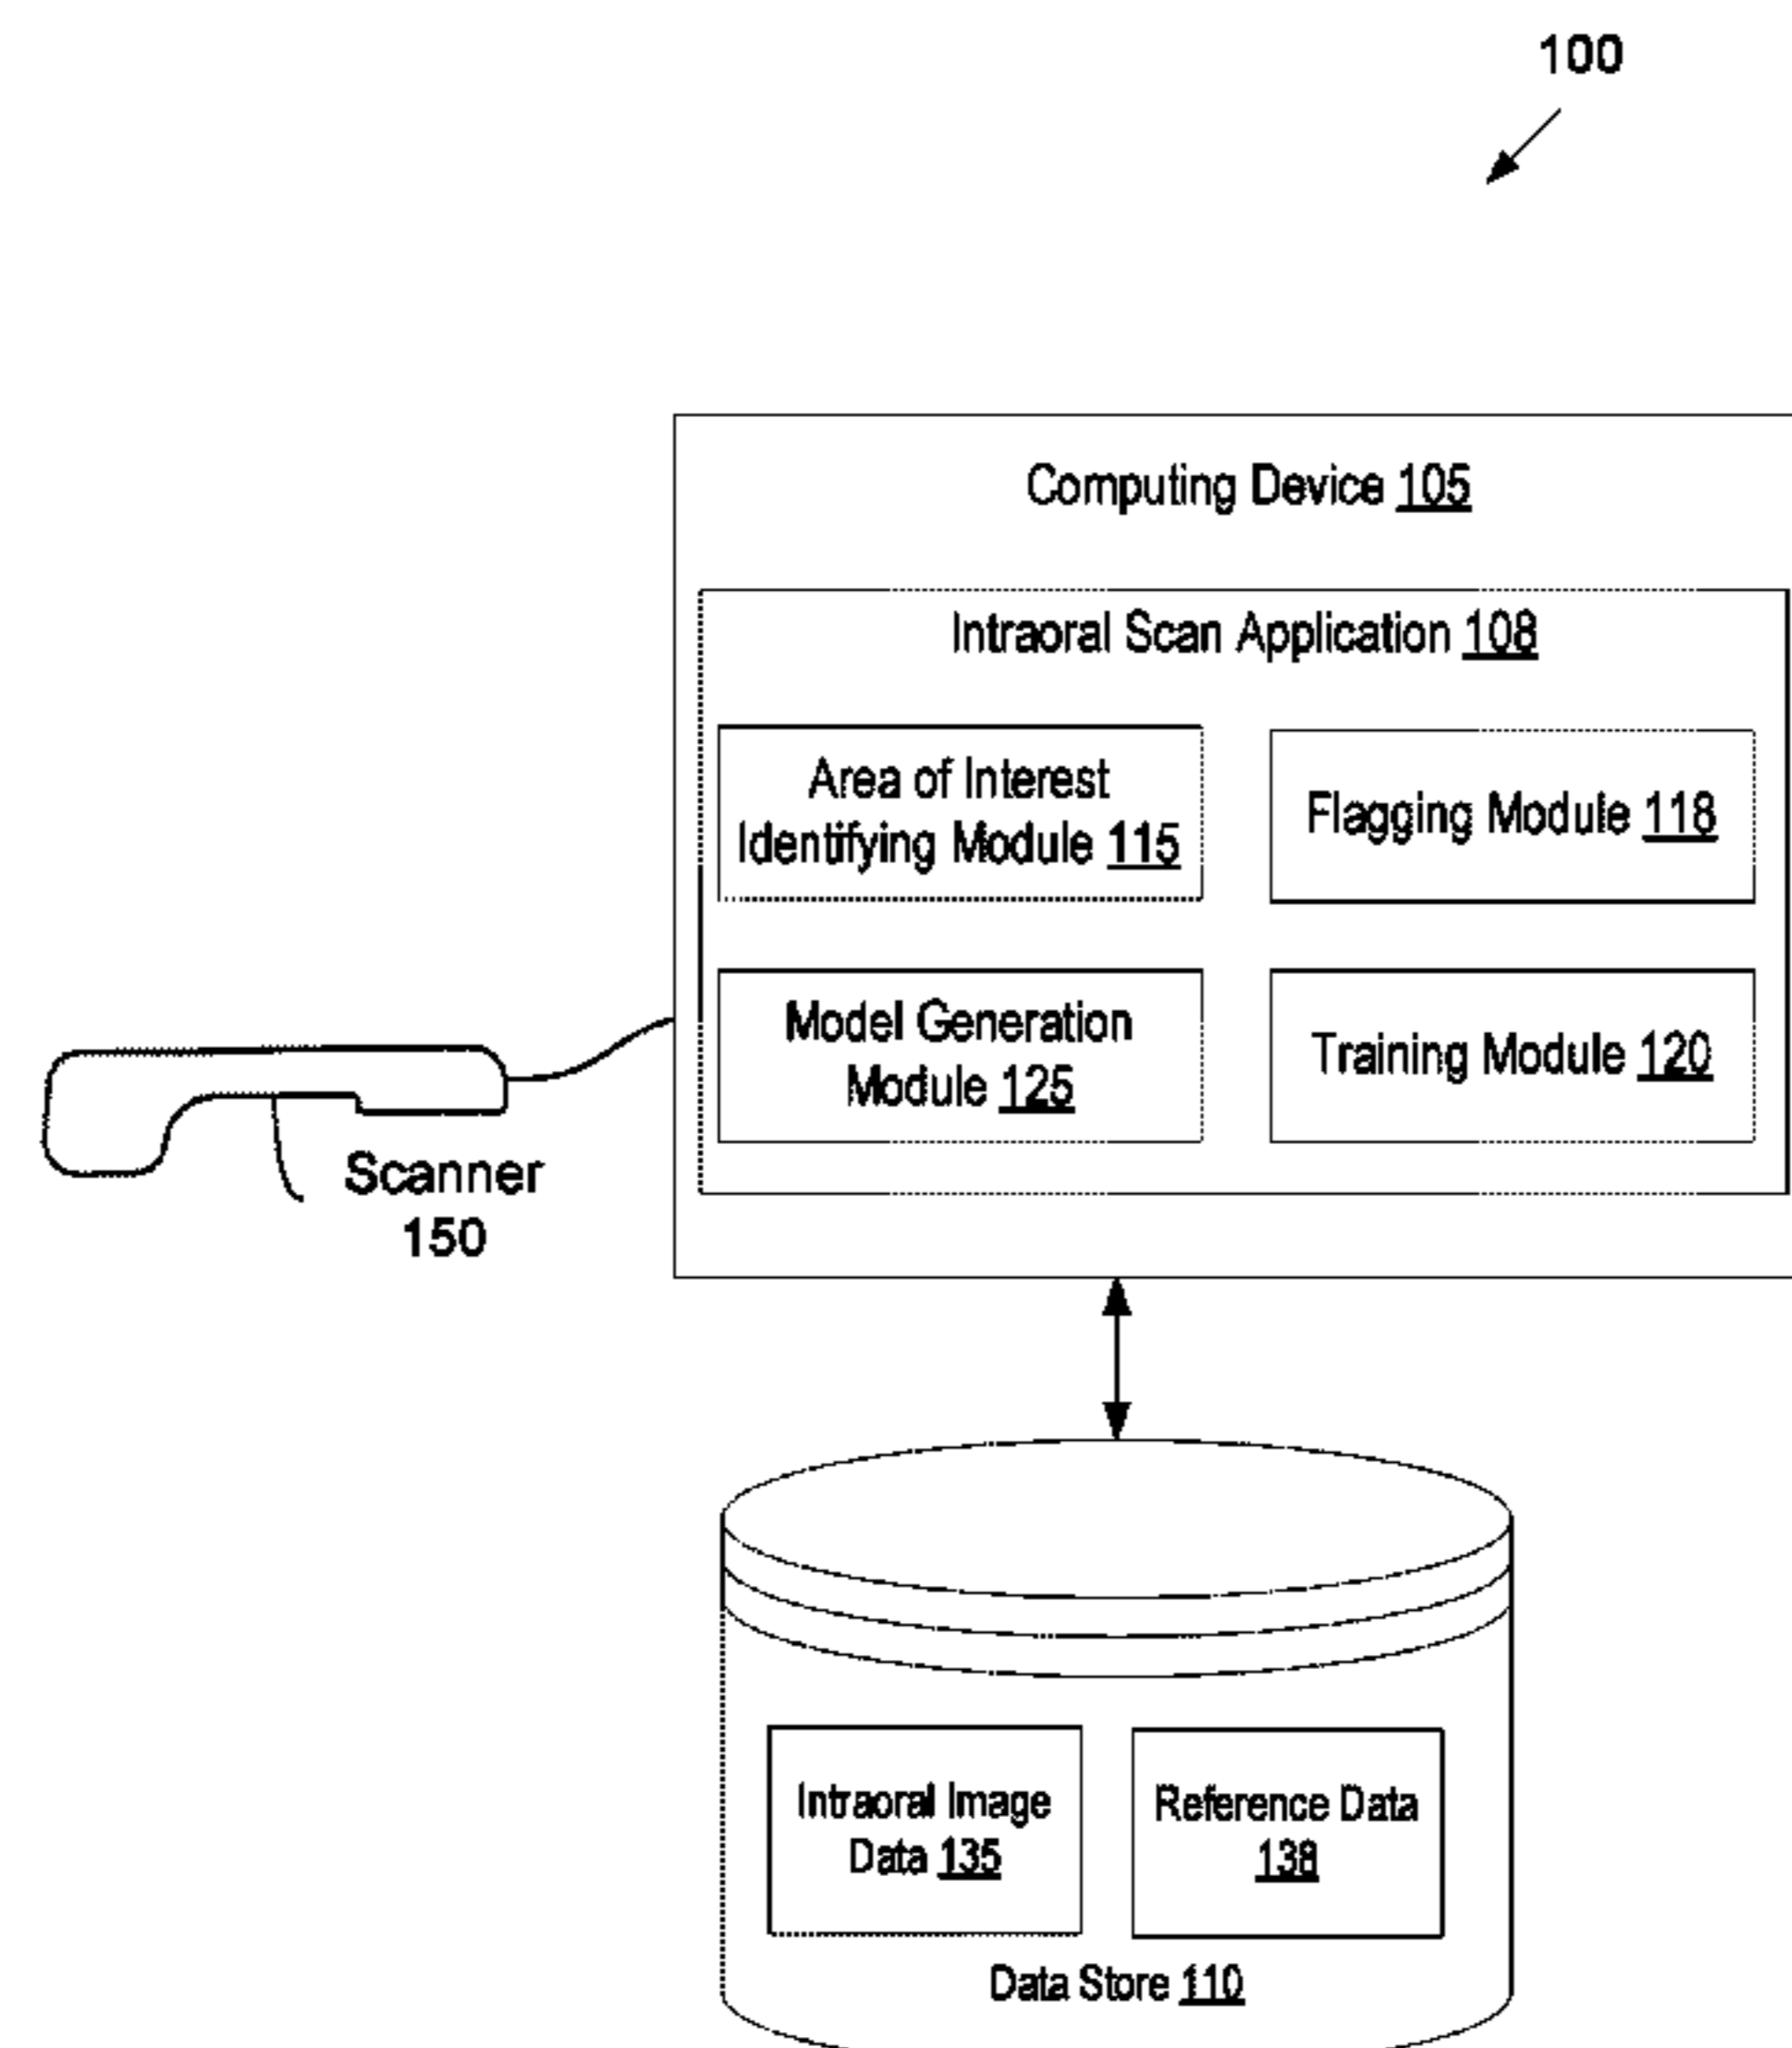 100
Computing Device 105
Intraoral Scan Application 108
Area of Interest
Identifying Module 115
Flagging Module 118
Model Generation
Module 125
Training Module 120
Scanner
150
Intraoral Image
Data 135
Reference Data
138
Data Store 110